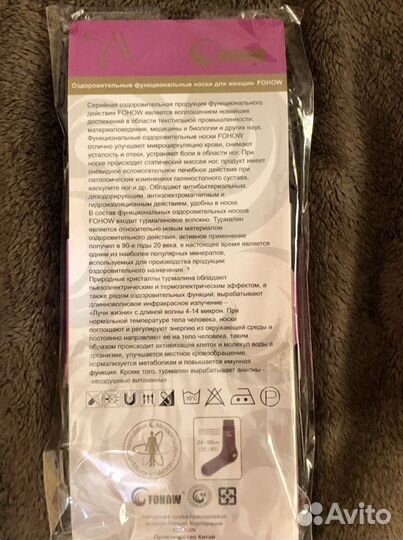 Оздоровительные функциональные носки для женщин FOHOW
Серийная оздоровительная продукция функционального
действия FOHOW является воплощением новейших
достижений в области текстильной промышленности,
материаловедения, медицины и биологии и других наук.
Функциональные оздоровительные носки FOHOW
отлично улучшают микроциркуляцию крови, снимают
усталость и отеки, устраняют боли в области ног. При
носке происходит статический массаж ног, продукт имеет
очевидное вспомогательное лечебное действие при
патологических изменениях галеностопного сустава,
васкулите ног и др. Обладают антибактериальным,
дезодорирующим, антиэлектромагнитным и
гидроизоляционным действием, удобны в носке.
В состав функциональных оздоровительных носков
FOHOW входит турмалиновое волокно. Турмалин
является относительно новым материалом
оздоровительного действия, активное применение
получил в 90-е годы 20 века, в настоящее время является
одним из наиболее популярных минералов,
используемых для производства продукции
оздоровительного назначения.
Природные кристаллы турмалина обладают
пьезоэлектрическим и термоэлектрическим эффектом, а
также рядом оздоровительных функций: вырабатывают
длинноволновое инфракрасное излучение –
«Лучи жизни» с длиной волны 4-14 микрон. При
нормальной температуре тела человека, носки
поглощают и регулируют энергию из окружающей среды и
постоянно направляют ее на тело человека, таким
образом происходит активизация клеток и молекул воды в
организме, улучшается местное кровообращение,
нормализуется метаболизм и повышается иммунная
функция. Кроме того, турмалин вырабатывает анионы –
«воздушные витамины».
FOHOW
Авторские права принадлежат
FOHOW
Производство Китай
Avito